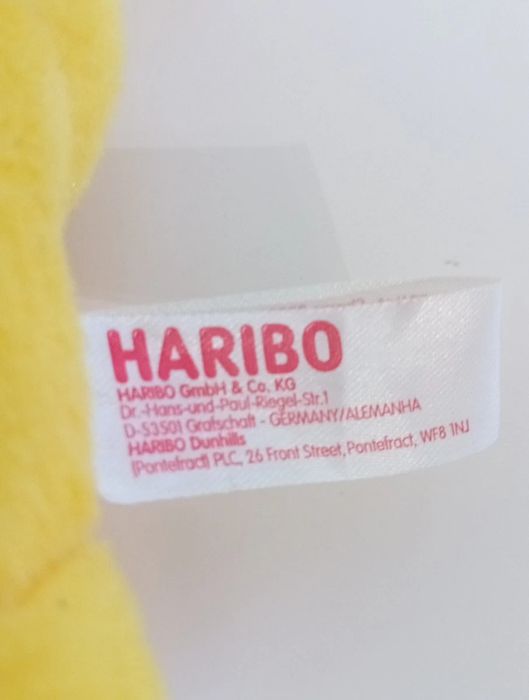 HARIBO
HARIBO GmbH & Co. KG
Dr.-Hans-und-Paul-Riegel-Str.1
D-53501 Grafschaft - GERMANY/ALEMANHA
HARIBO Dunhills
(Pontefract) PLC, 26 Front Street, Pontefract, WF8 1NJ